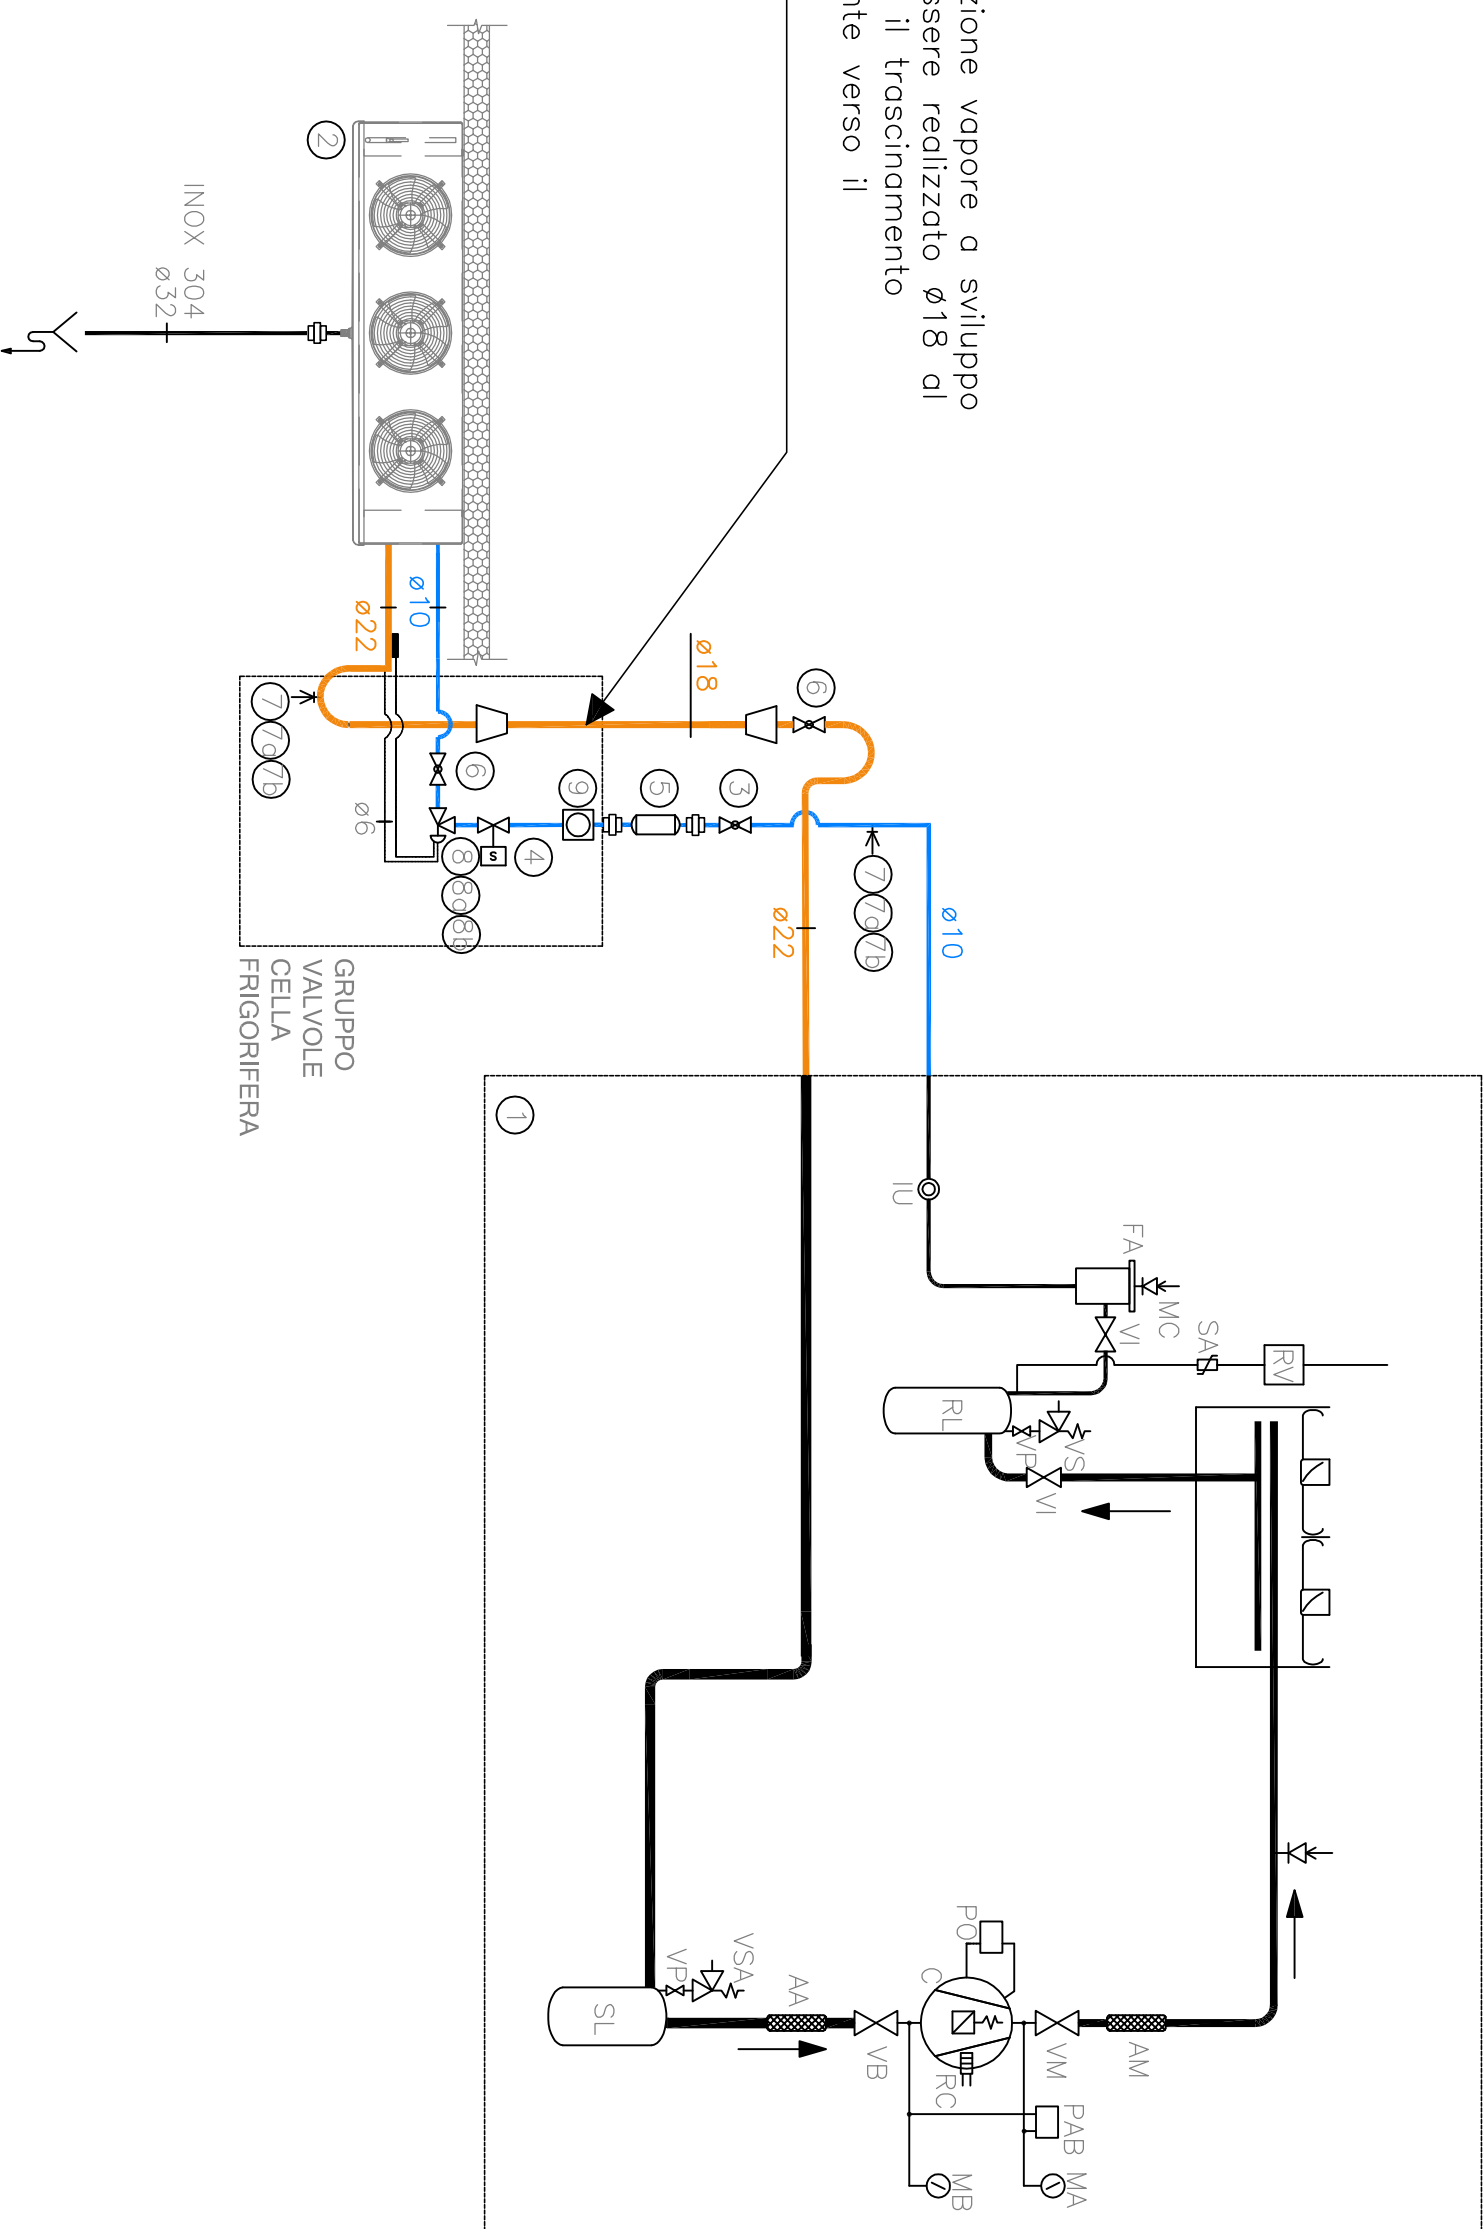 zione vapore a sviluppo
ssere realizzato ø18 al
il trascinamento
nte verso il
2
INOX 304
ø32
ø10
ø22
ø18
6
7
7a
7b
6
9
5
3
ø6
8
8a
8b
S
4
7
7a
7b
ø22
ø10
GRUPPO
VALVOLE
CELLA
FRIGORIFERA
1
IU
FA
MC
VI
SA
RV
RL
VP
VS
VI
PO
C
VSA
VP
SL
AA
VB
RC
VM
AM
PAB
MB
MA